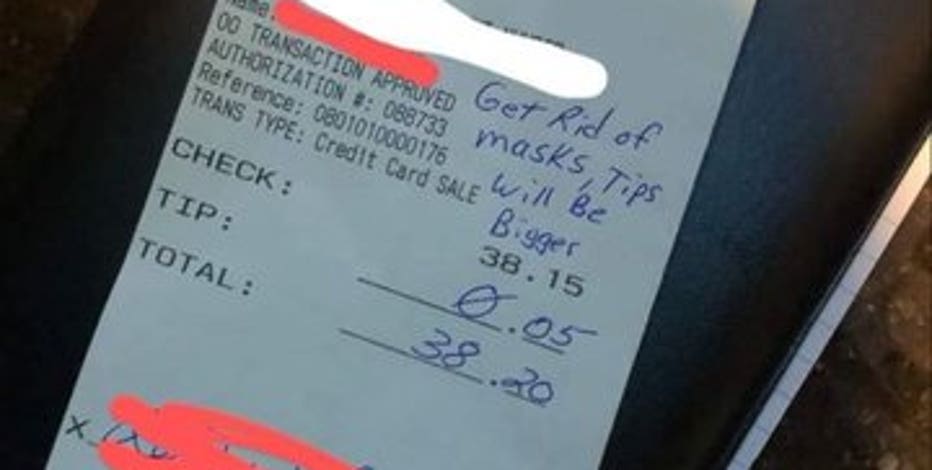 Name:
00 TRANSACTION APPROVED
AUTHORIZATION #: 088733
Reference: 0801010000176
TRANS TYPE: Credit Card SALE
Get Rid of
masks, Tips
will Be
Bigger
CHECK: 38.15
TIP: 0.05
TOTAL: 38.20
X